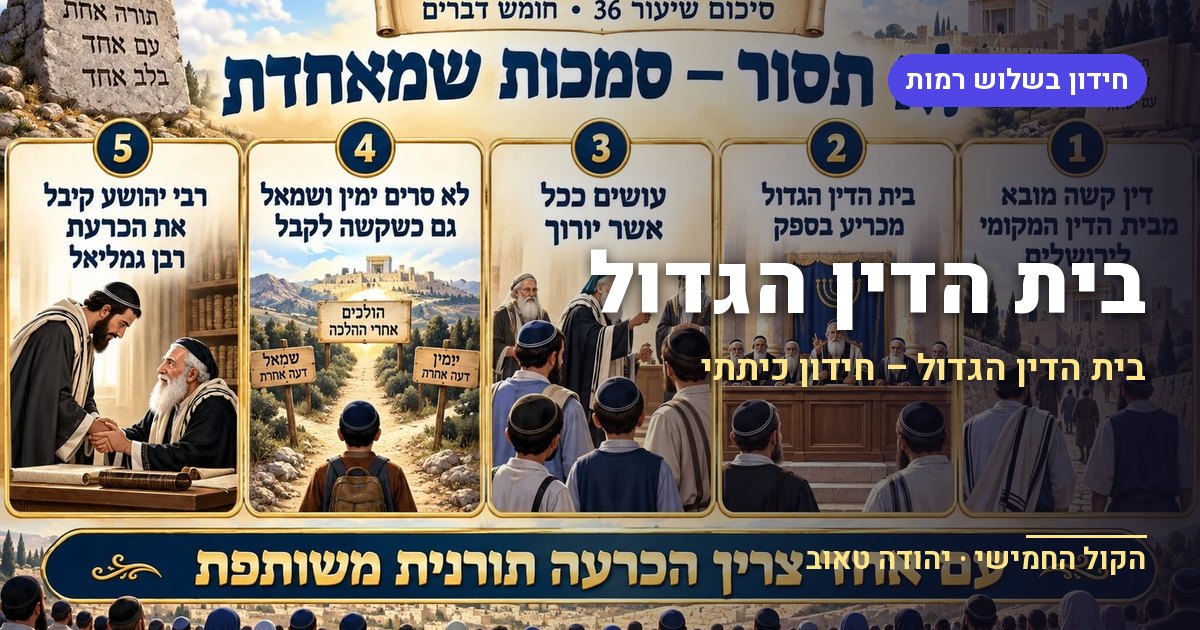 סיכום שיעור 36 • חומש דברים
תורה אחת
עם אחד
בלב אחד
תסור – סמכות שמאחדת
חידון בשלוש רמות
1
דין קשה מובא
מבית הדין המקומי
לירושלים
2
בית הדין הגדול
מכריע בספק
3
עושים ככל
אשר יורוך
4
לא סרים ימין ושמאל
גם כשקשה לקבל
הולכים
אחרי ההלכה
שמאל
דעה אחרת
ימין
דעה אחרת
5
רבי יהושע קיבל
את הכרעת
רבן גמליאל
בית הדין הגדול
בית הדין הגדול – חידון כיתתי
הקול החמישי · יהודה טאוב
עם אחד צריך הכרעה תורנית משותפת